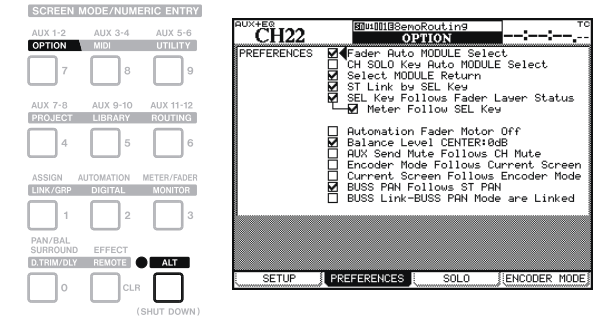 SCREEN MODE/NUMERIC ENTRY
AUX 1-2 AUX 3-4 AUX 5-6
OPTION MIDI UTILITY
7 8 9
AUX 7-8 AUX 9-10 AUX 11-12
PROJECT LIBRARY ROUTING
4 5 6
ASSIGN AUTOMATION METER/FADER
LINK/GRP DIGITAL MONITOR
1 2 3
PAN/BAL
SURROUND EFFECT
D.TRIM/DLY REMOTE ALT
0 CLR
(SHUT DOWN)
AUX+EQ
CH22
OPTION
TC
--:--:--.--
PREFERENCES
Fader Auto MODULE Select
CH SOLO Key Auto MODULE Select
Select MODULE Return
ST Link by SEL Key
SEL Key Follows Fader Layer Status
Meter Follow SEL Key
Automation Fader Motor Off
Balance Level CENTER:0dB
AUX Send Mute Follows CH Mute
Encoder Mode Follows Current Screen
Current Screen Follows Encoder Mode
BUSS PAN Follows ST PAN
BUSS Link-BUSS PAN Mode are Linked
SETUP PREFERENCES SOLO ENCODER MODE